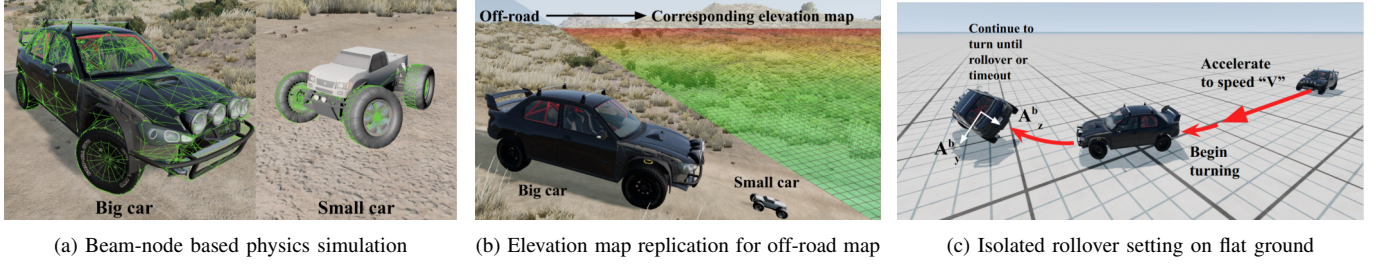 Big car
Small car
(a) Beam-node based physics simulation
Off-road
Corresponding elevation map
Big car
Small car
(b) Elevation map replication for off-road map
Continue to
turn until
rollover or
timeout
Accelerate
to speed “V”
A^b_z
A^b_y
Begin
turning
(c) Isolated rollover setting on flat ground